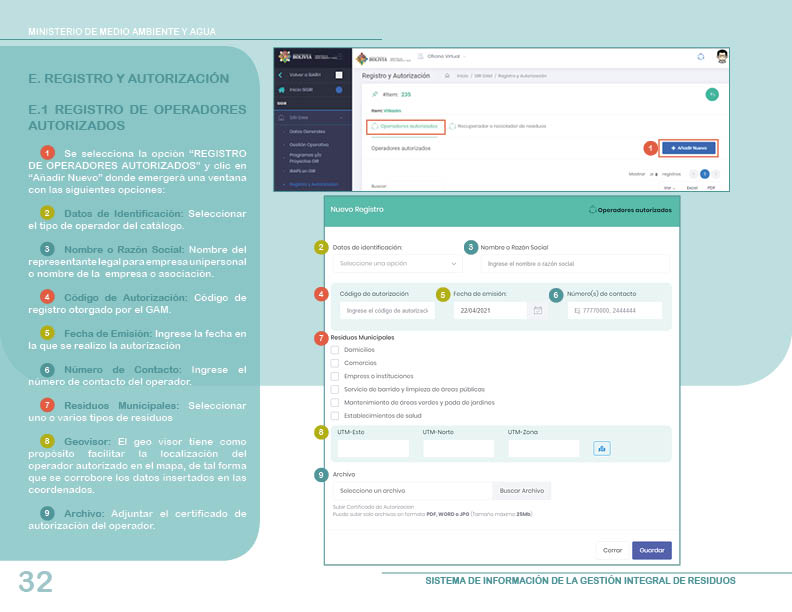 MINISTERIO DE MEDIO AMBIENTE Y AGUA
E. REGISTRO Y AUTORIZACIÓN
E.1 REGISTRO DE OPERADORES
AUTORIZADOS
1 Se selecciona la opción "REGISTRO
DE OPERADORES AUTORIZADOS" y clic en
"Añadir Nuevo" donde emergerá una ventana
con las siguientes opciones:
2 Datos de Identificación: Seleccionar
el tipo de operador del catálogo.
3 Nombre o Razón Social: Nombre del
representante legal para empresa unipersonal
o nombre de la empresa o asociación.
4 Código de Autorización: Código de
registro otorgado por el GAM.
5 Fecha de Emisión: Ingrese la fecha en
la que se realizo la autorización
6 Número de Contacto: Ingrese el
número de contacto del operador.
7 Residuos Municipales: Seleccionar
uno o varios tipos de residuos
8 Geovisor: El geo visor tiene como
propósito facilitar la localización del
operador autorizado en el mapa, de tal forma
que se corrobore los datos insertados en las
coordenados.
9 Archivo: Adjuntar el certificado de
autorización del operador.
BOLIVIA
Volver a SIARH
Inicio SGIR
SGIR
Datos Generales
Gestión Operativa
Programas y/o
Proyectos GIR
Registro y Autorización
BOLIVIA
Oficina Virtual
Registro y Autorización
Inicio / GIR EMM / Registro y Autorización
#Item: 235
Item: Villazón
Operadores autorizados
Recuperador o reciclador de residuos
Operadores autorizados
1
+ Añadir Nuevo
Mostrar
registros
1
Buscar:
Ver
Excel
PDF
Nuevo Registro
Operadores autorizados
2 Datos de identificación:
3 Nombre o Razón Social
Seleccione una opción
Ingrese el nombre o razón social
4 Código de autorización
5 Fecha de emisión:
6 Número(s) de contacto
Ingrese el código de autorizaci
22/04/2021
Ej. 77770000, 2444444
7 Residuos Municipales
Domicilios
Comercios
Empresa o instituciones
Servicio de barrido y limpieza de áreas públicas
Mantenimiento de áreas verdes y poda de jardines
Establecimientos de salud
8 UTM-Este
UTM-Norte
UTM-Zona
9 Archivo
Seleccione un archivo
Buscar Archivo
Subir Certificado de Autorizacion
Puede subir solo archivos en formato PDF, WORD o JPG (Tamaño máximo 25Mb)
Cerrar
Guardar
32
SISTEMA DE INFORMACIÓN DE LA GESTIÓN INTEGRAL DE RESIDUOS